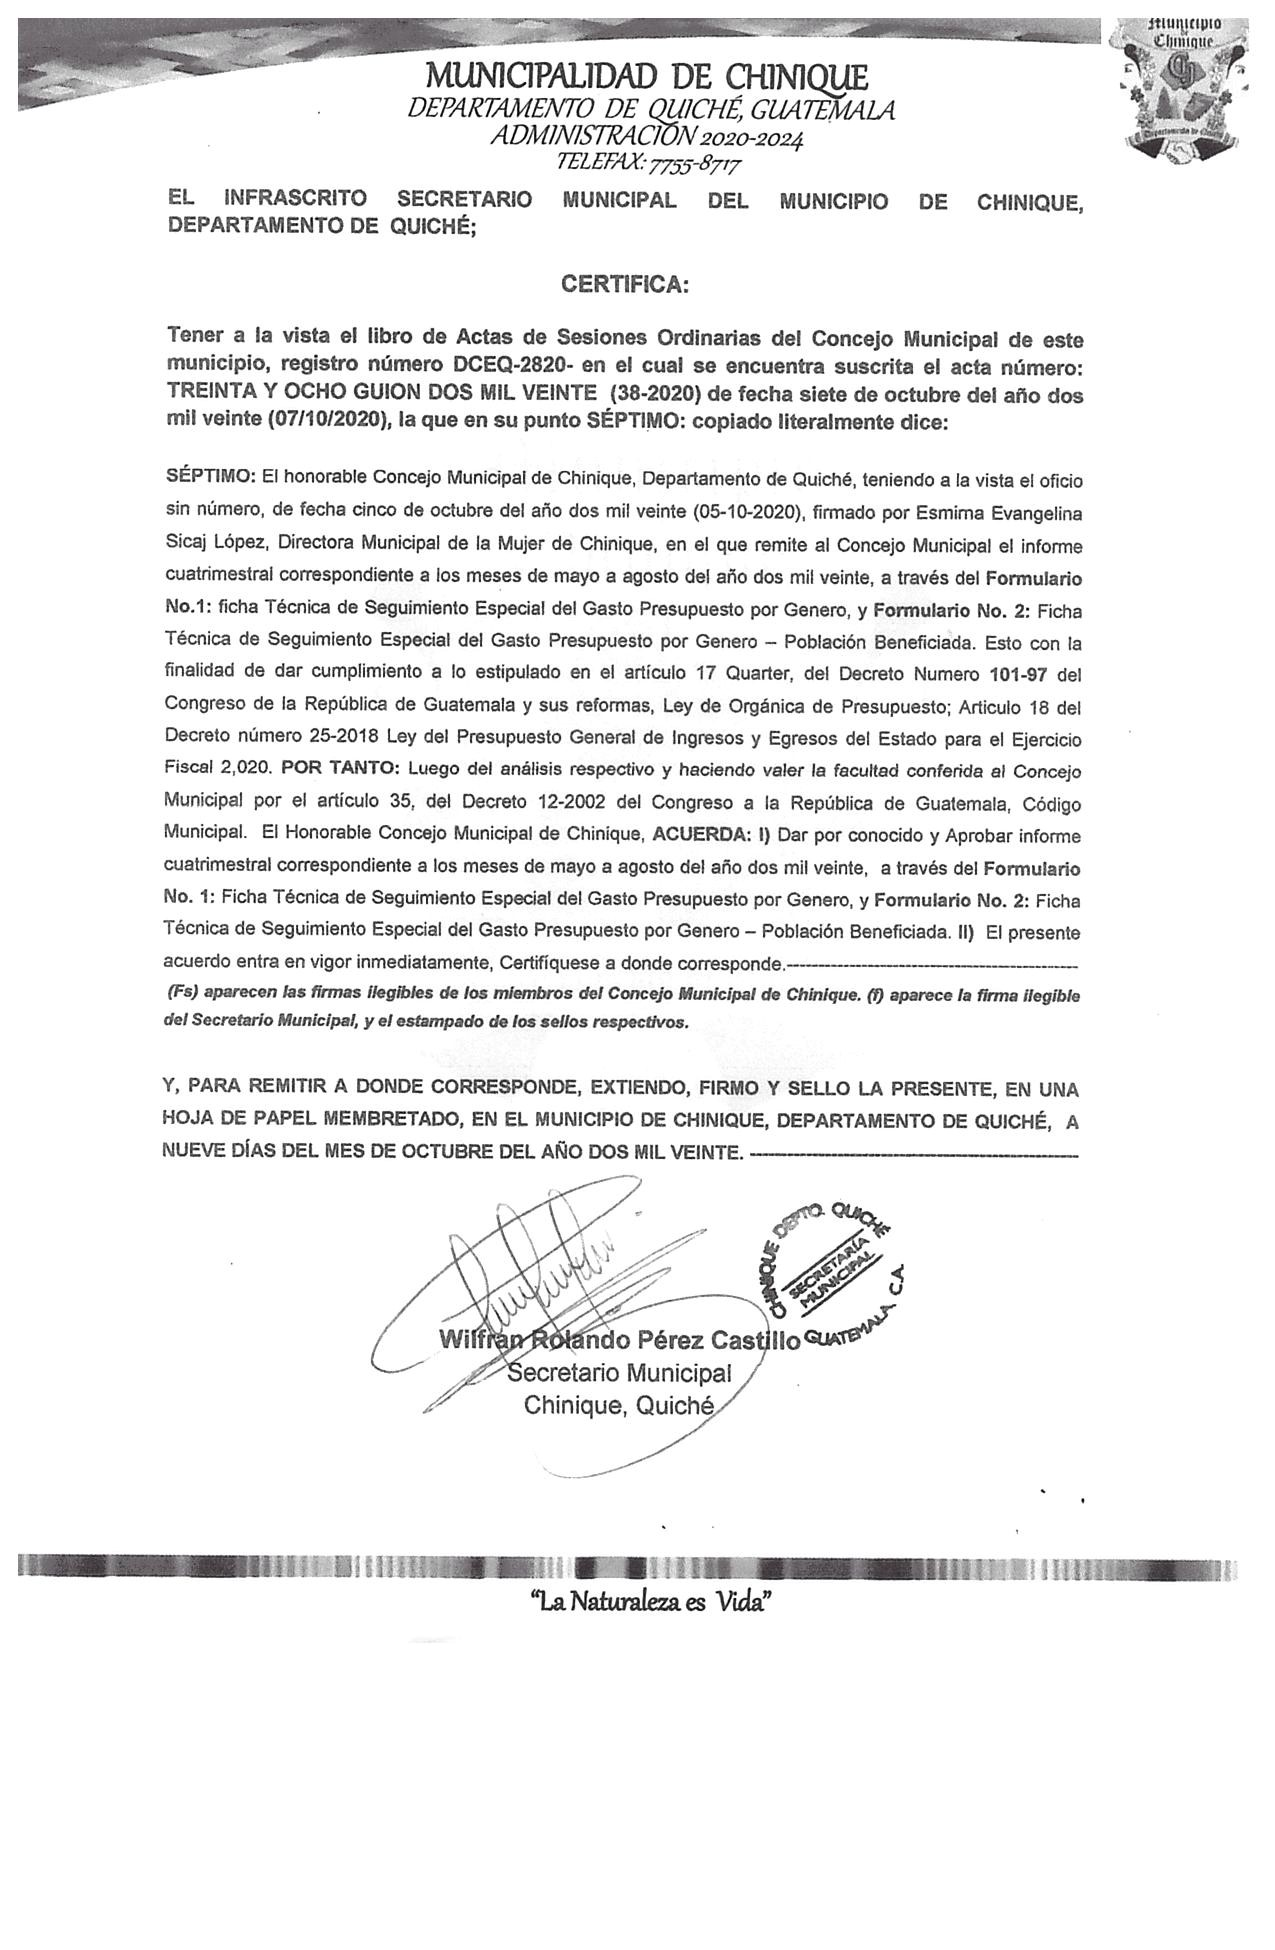 Municipio
de
Chinique
MUNICIPALIDAD DE CHINIQUE
DEPARTAMENTO DE QUICHÉ, GUATEMALA
ADMINISTRACIÓN 2020-2024
TELEFAX: 7755-8717
EL INFRASCRITO SECRETARIO MUNICIPAL DEL MUNICIPIO DE CHINIQUE,
DEPARTAMENTO DE QUICHÉ;
CERTIFICA:
Tener a la vista el libro de Actas de Sesiones Ordinarias del Concejo Municipal de este
municipio, registro número DCEQ-2820- en el cual se encuentra suscrita el acta número:
TREINTA Y OCHO GUION DOS MIL VEINTE (38-2020) de fecha siete de octubre del año dos
mil veinte (07/10/2020), la que en su punto SÉPTIMO: copiado literalmente dice:
SÉPTIMO: El honorable Concejo Municipal de Chinique, Departamento de Quiché, teniendo a la vista el oficio
sin número, de fecha cinco de octubre del año dos mil veinte (05-10-2020), firmado por Esmirna Evangelina
Sicaj López, Directora Municipal de la Mujer de Chinique, en el que remite al Concejo Municipal el informe
cuatrimestral correspondiente a los meses de mayo a agosto del año dos mil veinte, a través del Formulario
No.1: ficha Técnica de Seguimiento Especial del Gasto Presupuesto por Genero, y Formulario No. 2: Ficha
Técnica de Seguimiento Especial del Gasto Presupuesto por Genero – Población Beneficiada. Esto con la
finalidad de dar cumplimiento a lo estipulado en el artículo 17 Quarter, del Decreto Numero 101-97 del
Congreso de la República de Guatemala y sus reformas, Ley de Orgánica de Presupuesto; Articulo 18 del
Decreto número 25-2018 Ley del Presupuesto General de Ingresos y Egresos del Estado para el Ejercicio
Fiscal 2,020. POR TANTO: Luego del análisis respectivo y haciendo valer la facultad conferida al Concejo
Municipal por el artículo 35, del Decreto 12-2002 del Congreso a la República de Guatemala, Código
Municipal. El Honorable Concejo Municipal de Chinique, ACUERDA: I) Dar por conocido y Aprobar informe
cuatrimestral correspondiente a los meses de mayo a agosto del año dos mil veinte, a través del Formulario
No. 1: Ficha Técnica de Seguimiento Especial del Gasto Presupuesto por Genero, y Formulario No. 2: Ficha
Técnica de Seguimiento Especial del Gasto Presupuesto por Genero – Población Beneficiada. II) El presente
acuerdo entra en vigor inmediatamente, Certifíquese a donde corresponde.----------------------------------------
(Fs) aparecen las firmas ilegibles de los miembros del Concejo Municipal de Chinique. (f) aparece la firma ilegible
del Secretario Municipal, y el estampado de los sellos respectivos.
Y, PARA REMITIR A DONDE CORRESPONDE, EXTIENDO, FIRMO Y SELLO LA PRESENTE, EN UNA
HOJA DE PAPEL MEMBRETADO, EN EL MUNICIPIO DE CHINIQUE, DEPARTAMENTO DE QUICHÉ, A
NUEVE DÍAS DEL MES DE OCTUBRE DEL AÑO DOS MIL VEINTE. ----------------------------------------
CHINIQUE DEPTO. QUICHÉ
SECRETARÍA
MUNICIPAL
GUATEMALA, C.A.
Wilfran Rolando Pérez Castillo
Secretario Municipal
Chinique, Quiché
"La Naturaleza es Vida"